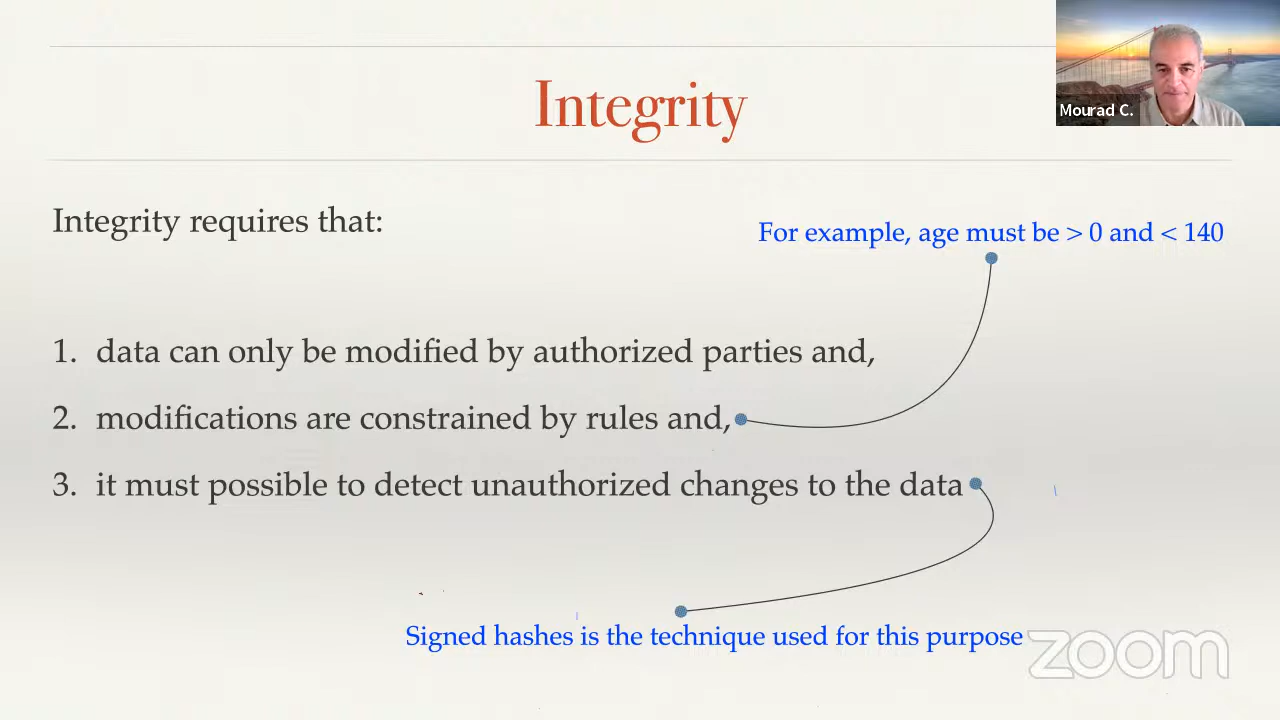 Integrity
Mourad C.
Integrity requires that:
For example, age must be > 0 and < 140
1. data can only be modified by authorized parties and,
2. modifications are constrained by rules and,
3. it must possible to detect unauthorized changes to the data
Signed hashes is the technique used for this purpose
zoom